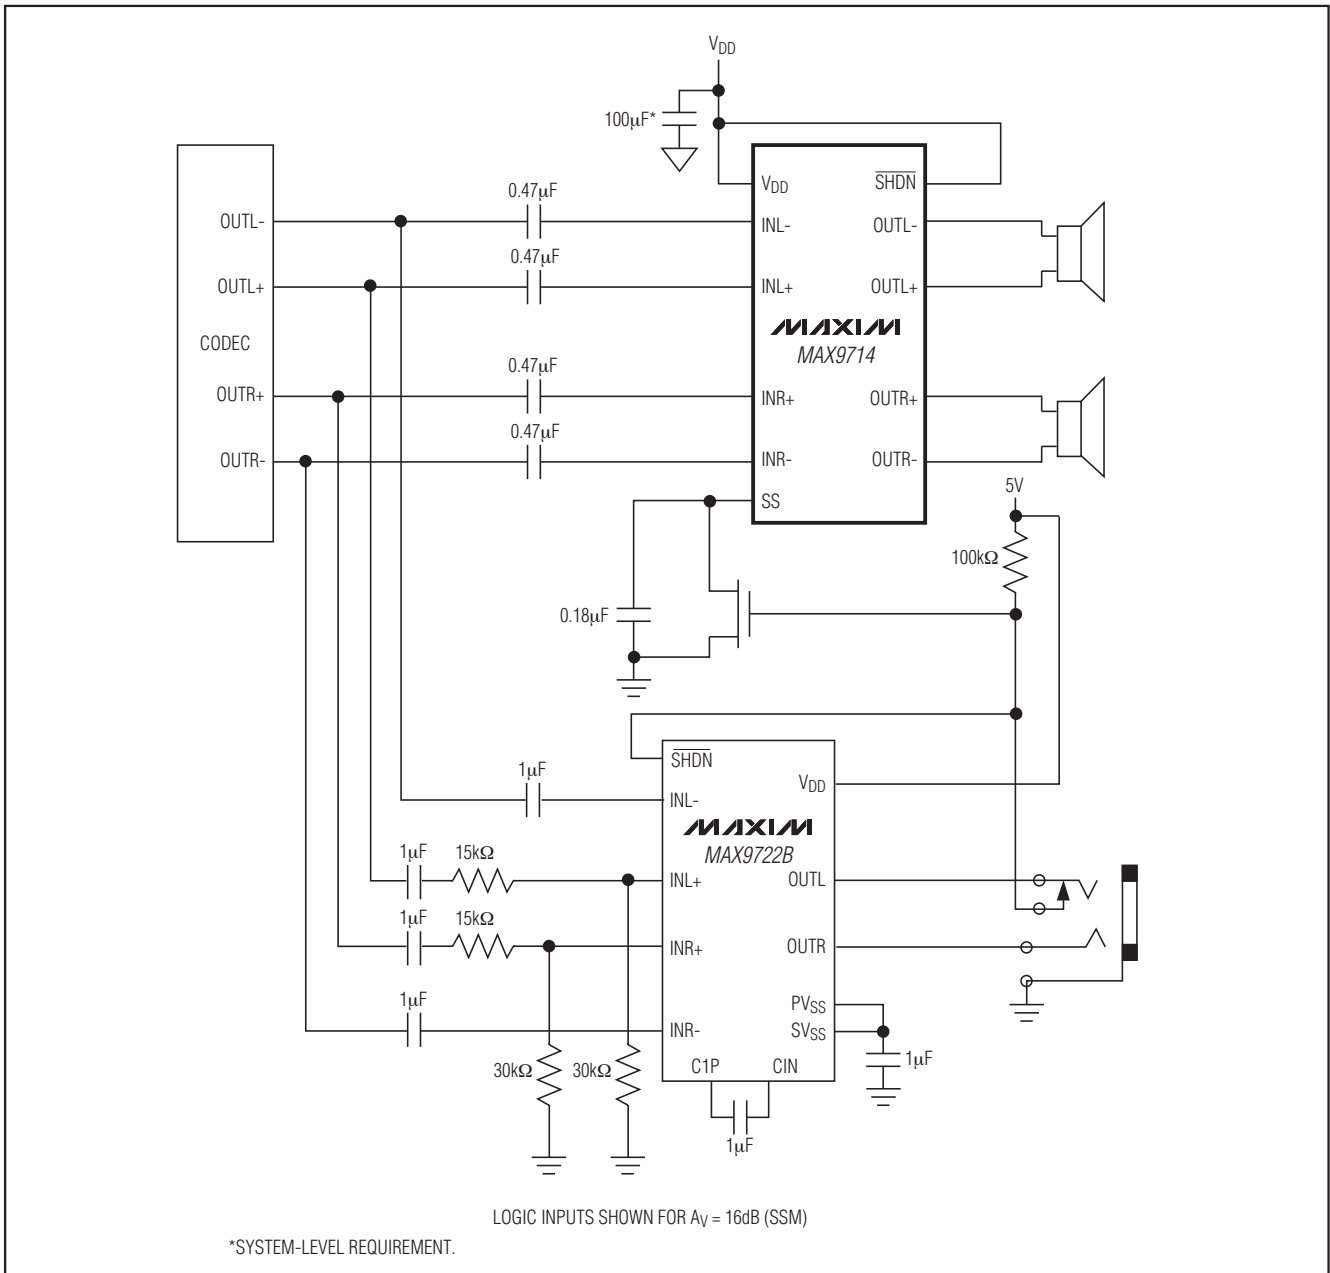 VDD
100µF*
VDD
SHDN
0.47µF
OUTL-
INL-
OUTL-
0.47µF
OUTL+
INL+
OUTL+
MAXIM
CODEC
MAX9714
0.47µF
OUTR+
INR+
OUTR+
0.47µF
OUTR-
INR-
OUTR-
5V
SS
100kΩ
0.18µF
SHDN
1µF
VDD
INL-
MAXIM
1µF
15kΩ
MAX9722B
INL+
OUTL
1µF
15kΩ
INR+
OUTR
1µF
PVSS
INR-
SVSS
30kΩ
30kΩ
C1P
CIN
1µF
1µF
LOGIC INPUTS SHOWN FOR AV = 16dB (SSM)
*SYSTEM-LEVEL REQUIREMENT.